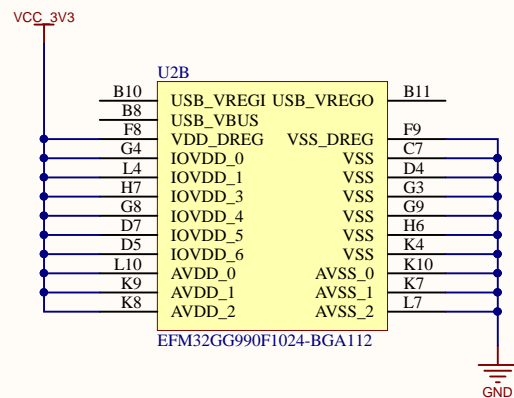 VCC_3V3
U2B
B10 USB_VREGI USB_VREGO B11
B8 USB_VBUS
F8 VDD_DREG VSS_DREG F9
G4 IOVDD_0 VSS C7
L4 IOVDD_1 VSS D4
H7 IOVDD_3 VSS G3
G8 IOVDD_4 VSS G9
D7 IOVDD_5 VSS H6
D5 IOVDD_6 VSS K4
L10 AVDD_0 AVSS_0 K10
K9 AVDD_1 AVSS_1 K7
K8 AVDD_2 AVSS_2 L7
EFM32GG990F1024-BGA112
GND